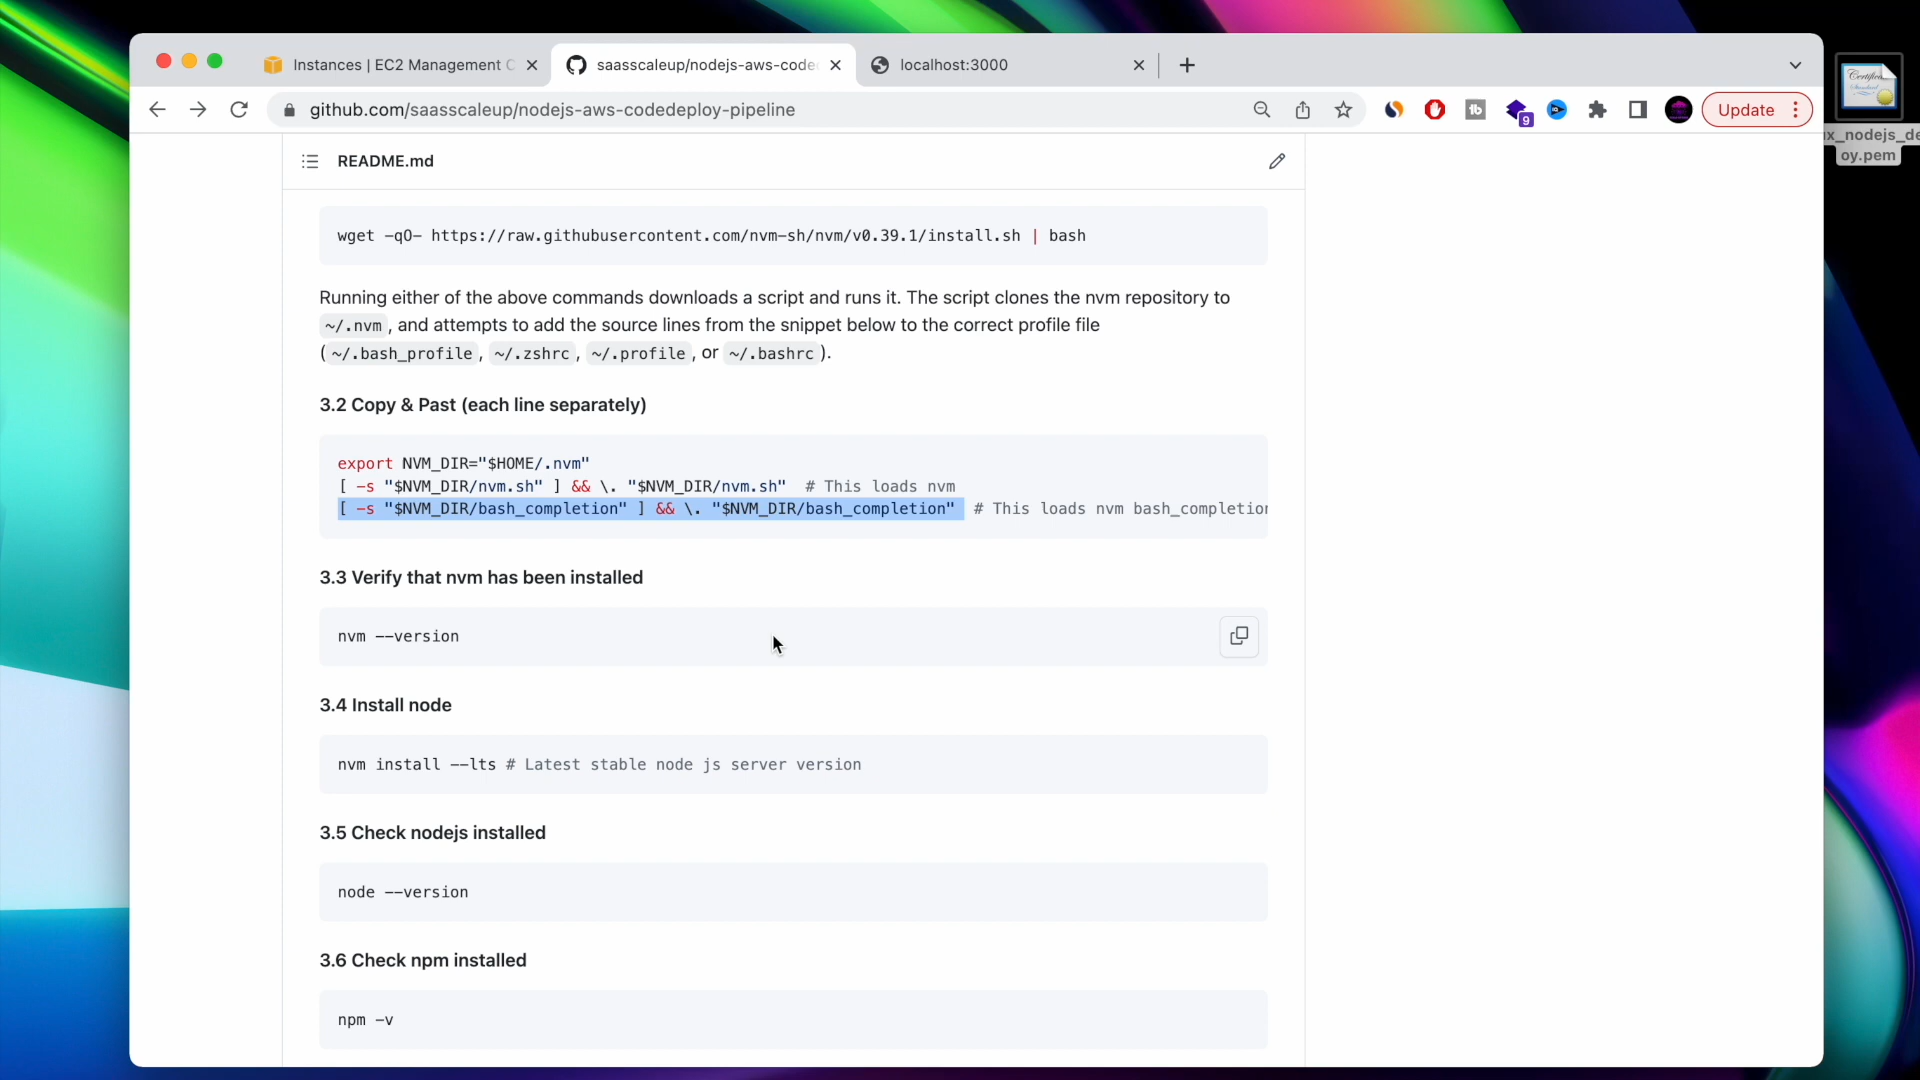 Instances | EC2 Management C
saasscaleup/nodejs-aws-code
localhost:3000
github.com/saasscaleup/nodejs-aws-codedeploy-pipeline
tb
9
Update
README.md
wget -qO- https://raw.githubusercontent.com/nvm-sh/nvm/v0.39.1/install.sh | bash
Running either of the above commands downloads a script and runs it. The script clones the nvm repository to
~/.nvm , and attempts to add the source lines from the snippet below to the correct profile file
( ~/.bash_profile , ~/.zshrc , ~/.profile , or ~/.bashrc ).
3.2 Copy & Past (each line separately)
export NVM_DIR="$HOME/.nvm"
[ -s "$NVM_DIR/nvm.sh" ] && \. "$NVM_DIR/nvm.sh"  # This loads nvm
[ -s "$NVM_DIR/bash_completion" ] && \. "$NVM_DIR/bash_completion"  # This loads nvm bash_completion
3.3 Verify that nvm has been installed
nvm --version
3.4 Install node
nvm install --lts # Latest stable node js server version
3.5 Check nodejs installed
node --version
3.6 Check npm installed
npm -v
x_nodejs_de
oy.pem